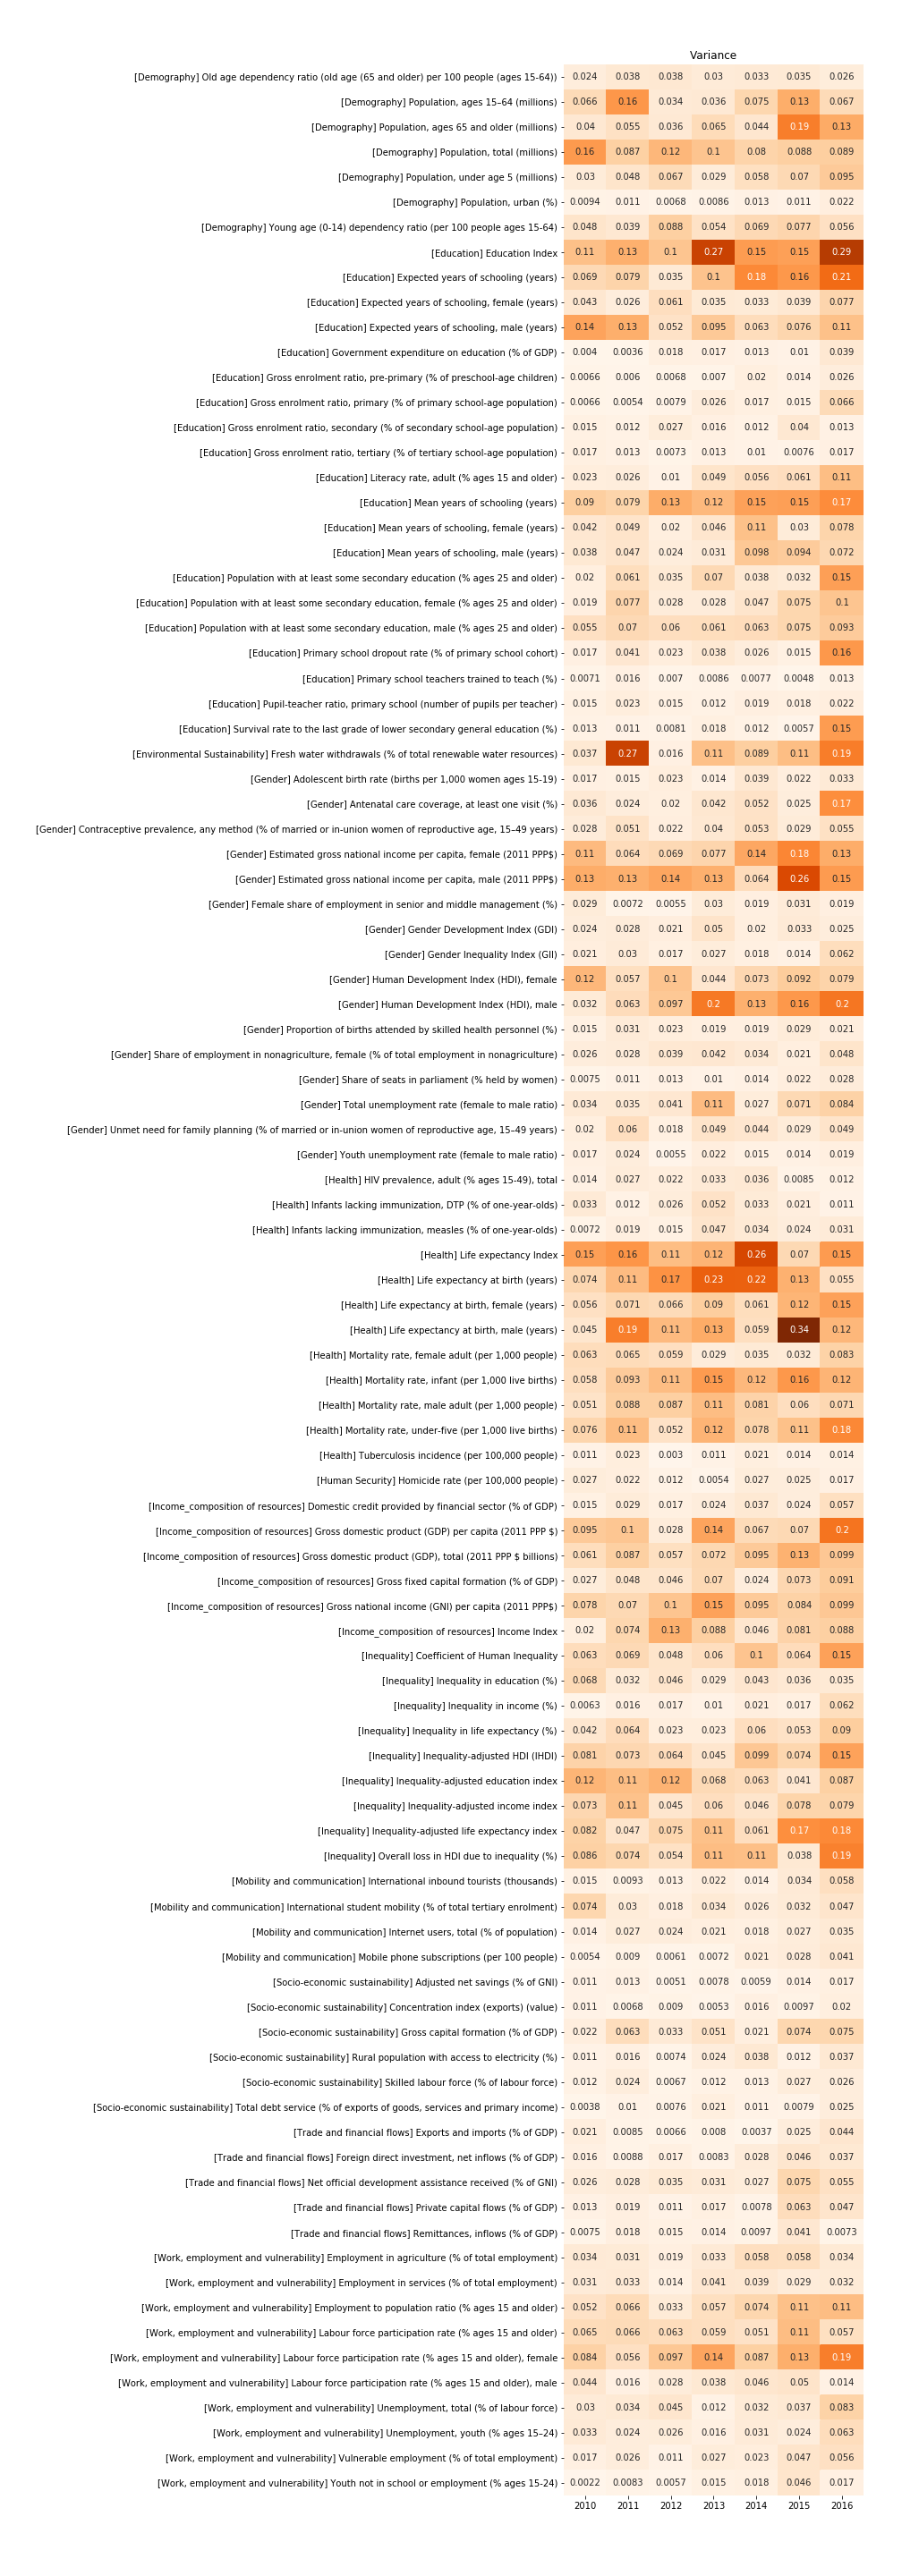 Variance
[Demography] Old age dependency ratio (old age (65 and older) per 100 people (ages 15-64)) 0.024 0.038 0.038 0.03 0.033 0.035 0.026
[Demography] Population, ages 15–64 (millions) 0.066 0.16 0.034 0.036 0.075 0.13 0.067
[Demography] Population, ages 65 and older (millions) 0.04 0.055 0.036 0.065 0.044 0.19 0.13
[Demography] Population, total (millions) 0.16 0.087 0.12 0.1 0.08 0.088 0.089
[Demography] Population, under age 5 (millions) 0.03 0.048 0.067 0.029 0.058 0.07 0.095
[Demography] Population, urban (%) 0.0094 0.011 0.0068 0.0086 0.013 0.011 0.022
[Demography] Young age (0-14) dependency ratio (per 100 people ages 15-64) 0.048 0.039 0.088 0.054 0.069 0.077 0.056
[Education] Education Index 0.11 0.13 0.1 0.27 0.15 0.15 0.29
[Education] Expected years of schooling (years) 0.069 0.079 0.035 0.1 0.18 0.16 0.21
[Education] Expected years of schooling, female (years) 0.043 0.026 0.061 0.035 0.033 0.039 0.077
[Education] Expected years of schooling, male (years) 0.14 0.13 0.052 0.095 0.063 0.076 0.11
[Education] Government expenditure on education (% of GDP) 0.004 0.0036 0.018 0.017 0.013 0.01 0.039
[Education] Gross enrolment ratio, pre-primary (% of preschool-age children) 0.0066 0.006 0.0068 0.007 0.02 0.014 0.026
[Education] Gross enrolment ratio, primary (% of primary school-age population) 0.0066 0.0054 0.0079 0.026 0.017 0.015 0.066
[Education] Gross enrolment ratio, secondary (% of secondary school-age population) 0.015 0.012 0.027 0.016 0.012 0.04 0.013
[Education] Gross enrolment ratio, tertiary (% of tertiary school-age population) 0.017 0.013 0.0073 0.013 0.01 0.0076 0.017
[Education] Literacy rate, adult (% ages 15 and older) 0.023 0.026 0.01 0.049 0.056 0.061 0.11
[Education] Mean years of schooling (years) 0.09 0.079 0.13 0.12 0.15 0.15 0.17
[Education] Mean years of schooling, female (years) 0.042 0.049 0.02 0.046 0.11 0.03 0.078
[Education] Mean years of schooling, male (years) 0.038 0.047 0.024 0.031 0.098 0.094 0.072
[Education] Population with at least some secondary education (% ages 25 and older) 0.02 0.061 0.035 0.07 0.038 0.032 0.15
[Education] Population with at least some secondary education, female (% ages 25 and older) 0.019 0.077 0.028 0.028 0.047 0.075 0.1
[Education] Population with at least some secondary education, male (% ages 25 and older) 0.055 0.07 0.06 0.061 0.063 0.075 0.093
[Education] Primary school dropout rate (% of primary school cohort) 0.017 0.041 0.023 0.038 0.026 0.015 0.16
[Education] Primary school teachers trained to teach (%) 0.0071 0.016 0.007 0.0086 0.0077 0.0048 0.013
[Education] Pupil-teacher ratio, primary school (number of pupils per teacher) 0.015 0.023 0.015 0.012 0.019 0.018 0.022
[Education] Survival rate to the last grade of lower secondary general education (%) 0.013 0.011 0.0081 0.018 0.012 0.0057 0.15
[Environmental Sustainability] Fresh water withdrawals (% of total renewable water resources) 0.037 0.27 0.016 0.11 0.089 0.11 0.19
[Gender] Adolescent birth rate (births per 1,000 women ages 15-19) 0.017 0.015 0.023 0.014 0.039 0.022 0.033
[Gender] Antenatal care coverage, at least one visit (%) 0.036 0.024 0.02 0.042 0.052 0.025 0.17
[Gender] Contraceptive prevalence, any method (% of married or in-union women of reproductive age, 15–49 years) 0.028 0.051 0.022 0.04 0.053 0.029 0.055
[Gender] Estimated gross national income per capita, female (2011 PPP$) 0.11 0.064 0.069 0.077 0.14 0.18 0.13
[Gender] Estimated gross national income per capita, male (2011 PPP$) 0.13 0.13 0.14 0.13 0.064 0.26 0.15
[Gender] Female share of employment in senior and middle management (%) 0.029 0.0072 0.0055 0.03 0.019 0.031 0.019
[Gender] Gender Development Index (GDI) 0.024 0.028 0.021 0.05 0.02 0.033 0.025
[Gender] Gender Inequality Index (GII) 0.021 0.03 0.017 0.027 0.018 0.014 0.062
[Gender] Human Development Index (HDI), female 0.12 0.057 0.1 0.044 0.073 0.092 0.079
[Gender] Human Development Index (HDI), male 0.032 0.063 0.097 0.2 0.13 0.16 0.2
[Gender] Proportion of births attended by skilled health personnel (%) 0.015 0.031 0.023 0.019 0.019 0.029 0.021
[Gender] Share of employment in nonagriculture, female (% of total employment in nonagriculture) 0.026 0.028 0.039 0.042 0.034 0.021 0.048
[Gender] Share of seats in parliament (% held by women) 0.0075 0.011 0.013 0.01 0.014 0.022 0.028
[Gender] Total unemployment rate (female to male ratio) 0.034 0.035 0.041 0.11 0.027 0.071 0.084
[Gender] Unmet need for family planning (% of married or in-union women of reproductive age, 15–49 years) 0.02 0.06 0.018 0.049 0.044 0.029 0.049
[Gender] Youth unemployment rate (female to male ratio) 0.017 0.024 0.0055 0.022 0.015 0.014 0.019
[Health] HIV prevalence, adult (% ages 15-49), total 0.014 0.027 0.022 0.033 0.036 0.0085 0.012
[Health] Infants lacking immunization, DTP (% of one-year-olds) 0.033 0.012 0.026 0.052 0.033 0.021 0.011
[Health] Infants lacking immunization, measles (% of one-year-olds) 0.0072 0.019 0.015 0.047 0.034 0.024 0.031
[Health] Life expectancy Index 0.15 0.16 0.11 0.12 0.26 0.07 0.15
[Health] Life expectancy at birth (years) 0.074 0.11 0.17 0.23 0.22 0.13 0.055
[Health] Life expectancy at birth, female (years) 0.056 0.071 0.066 0.09 0.061 0.12 0.15
[Health] Life expectancy at birth, male (years) 0.045 0.19 0.11 0.13 0.059 0.34 0.12
[Health] Mortality rate, female adult (per 1,000 people) 0.063 0.065 0.059 0.029 0.035 0.032 0.083
[Health] Mortality rate, infant (per 1,000 live births) 0.058 0.093 0.11 0.15 0.12 0.16 0.12
[Health] Mortality rate, male adult (per 1,000 people) 0.051 0.088 0.087 0.11 0.081 0.06 0.071
[Health] Mortality rate, under-five (per 1,000 live births) 0.076 0.11 0.052 0.12 0.078 0.11 0.18
[Health] Tuberculosis incidence (per 100,000 people) 0.011 0.023 0.003 0.011 0.021 0.014 0.014
[Human Security] Homicide rate (per 100,000 people) 0.027 0.022 0.012 0.0054 0.027 0.025 0.017
[Income_composition of resources] Domestic credit provided by financial sector (% of GDP) 0.015 0.029 0.017 0.024 0.037 0.024 0.057
[Income_composition of resources] Gross domestic product (GDP) per capita (2011 PPP $) 0.095 0.1 0.028 0.14 0.067 0.07 0.2
[Income_composition of resources] Gross domestic product (GDP), total (2011 PPP $ billions) 0.061 0.087 0.057 0.072 0.095 0.13 0.099
[Income_composition of resources] Gross fixed capital formation (% of GDP) 0.027 0.048 0.046 0.07 0.024 0.073 0.091
[Income_composition of resources] Gross national income (GNI) per capita (2011 PPP$) 0.078 0.07 0.1 0.15 0.095 0.084 0.099
[Income_composition of resources] Income Index 0.02 0.074 0.13 0.088 0.046 0.081 0.088
[Inequality] Coefficient of Human Inequality 0.063 0.069 0.048 0.06 0.1 0.064 0.15
[Inequality] Inequality in education (%) 0.068 0.032 0.046 0.029 0.043 0.036 0.035
[Inequality] Inequality in income (%) 0.0063 0.016 0.017 0.01 0.021 0.017 0.062
[Inequality] Inequality in life expectancy (%) 0.042 0.064 0.023 0.023 0.06 0.053 0.09
[Inequality] Inequality-adjusted HDI (IHDI) 0.081 0.073 0.064 0.045 0.099 0.074 0.15
[Inequality] Inequality-adjusted education index 0.12 0.11 0.12 0.068 0.063 0.041 0.087
[Inequality] Inequality-adjusted income index 0.073 0.11 0.045 0.06 0.046 0.078 0.079
[Inequality] Inequality-adjusted life expectancy index 0.082 0.047 0.075 0.11 0.061 0.17 0.18
[Inequality] Overall loss in HDI due to inequality (%) 0.086 0.074 0.054 0.11 0.11 0.038 0.19
[Mobility and communication] International inbound tourists (thousands) 0.015 0.0093 0.013 0.022 0.014 0.034 0.058
[Mobility and communication] International student mobility (% of total tertiary enrolment) 0.074 0.03 0.018 0.034 0.026 0.032 0.047
[Mobility and communication] Internet users, total (% of population) 0.014 0.027 0.024 0.021 0.018 0.027 0.035
[Mobility and communication] Mobile phone subscriptions (per 100 people) 0.0054 0.009 0.0061 0.0072 0.021 0.028 0.041
[Socio-economic sustainability] Adjusted net savings (% of GNI) 0.011 0.013 0.0051 0.0078 0.0059 0.014 0.017
[Socio-economic sustainability] Concentration index (exports) (value) 0.011 0.0068 0.009 0.0053 0.016 0.0097 0.02
[Socio-economic sustainability] Gross capital formation (% of GDP) 0.022 0.063 0.033 0.051 0.021 0.074 0.075
[Socio-economic sustainability] Rural population with access to electricity (%) 0.011 0.016 0.0074 0.024 0.038 0.012 0.037
[Socio-economic sustainability] Skilled labour force (% of labour force) 0.012 0.024 0.0067 0.012 0.013 0.027 0.026
[Socio-economic sustainability] Total debt service (% of exports of goods, services and primary income) 0.0038 0.01 0.0076 0.021 0.011 0.0079 0.025
[Trade and financial flows] Exports and imports (% of GDP) 0.021 0.0085 0.0066 0.008 0.0037 0.025 0.044
[Trade and financial flows] Foreign direct investment, net inflows (% of GDP) 0.016 0.0088 0.017 0.0083 0.028 0.046 0.037
[Trade and financial flows] Net official development assistance received (% of GNI) 0.026 0.028 0.035 0.031 0.027 0.075 0.055
[Trade and financial flows] Private capital flows (% of GDP) 0.013 0.019 0.011 0.017 0.0078 0.063 0.047
[Trade and financial flows] Remittances, inflows (% of GDP) 0.0075 0.018 0.015 0.014 0.0097 0.041 0.0073
[Work, employment and vulnerability] Employment in agriculture (% of total employment) 0.034 0.031 0.019 0.033 0.058 0.058 0.034
[Work, employment and vulnerability] Employment in services (% of total employment) 0.031 0.033 0.014 0.041 0.039 0.029 0.032
[Work, employment and vulnerability] Employment to population ratio (% ages 15 and older) 0.052 0.066 0.033 0.057 0.074 0.11 0.11
[Work, employment and vulnerability] Labour force participation rate (% ages 15 and older) 0.065 0.066 0.063 0.059 0.051 0.11 0.057
[Work, employment and vulnerability] Labour force participation rate (% ages 15 and older), female 0.084 0.056 0.097 0.14 0.087 0.13 0.19
[Work, employment and vulnerability] Labour force participation rate (% ages 15 and older), male 0.044 0.016 0.028 0.038 0.046 0.05 0.014
[Work, employment and vulnerability] Unemployment, total (% of labour force) 0.03 0.034 0.045 0.012 0.032 0.037 0.083
[Work, employment and vulnerability] Unemployment, youth (% ages 15–24) 0.033 0.024 0.026 0.016 0.031 0.024 0.063
[Work, employment and vulnerability] Vulnerable employment (% of total employment) 0.017 0.026 0.011 0.027 0.023 0.047 0.056
[Work, employment and vulnerability] Youth not in school or employment (% ages 15-24) 0.0022 0.0083 0.0057 0.015 0.018 0.046 0.017
2010 2011 2012 2013 2014 2015 2016